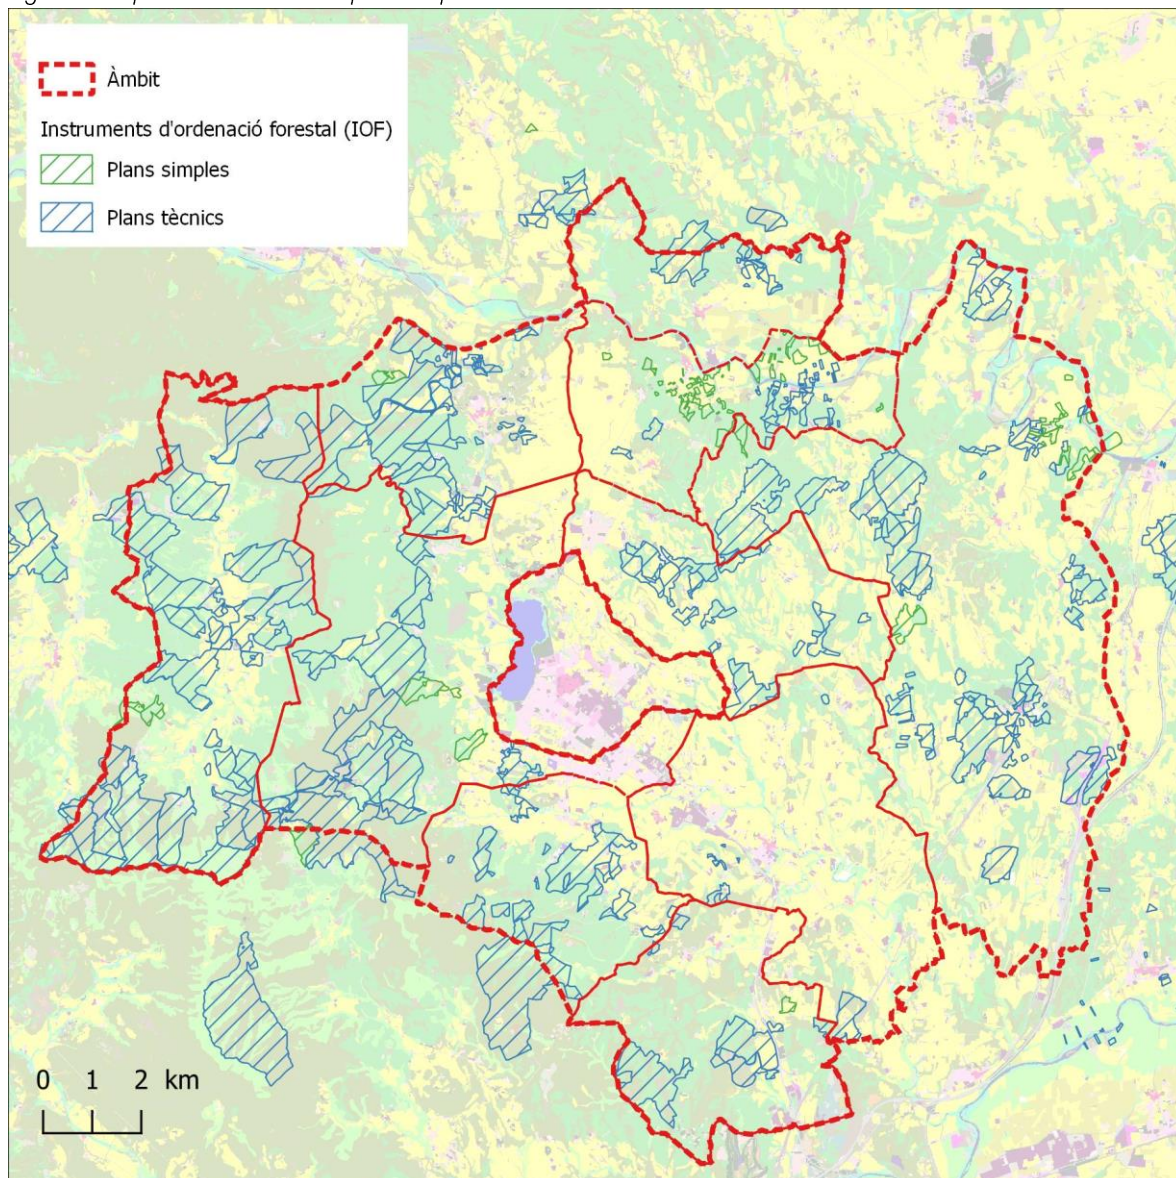 Àmbit
Instruments d'ordenació forestal (IOF)
Plans simples
Plans tècnics
0 1 2 km